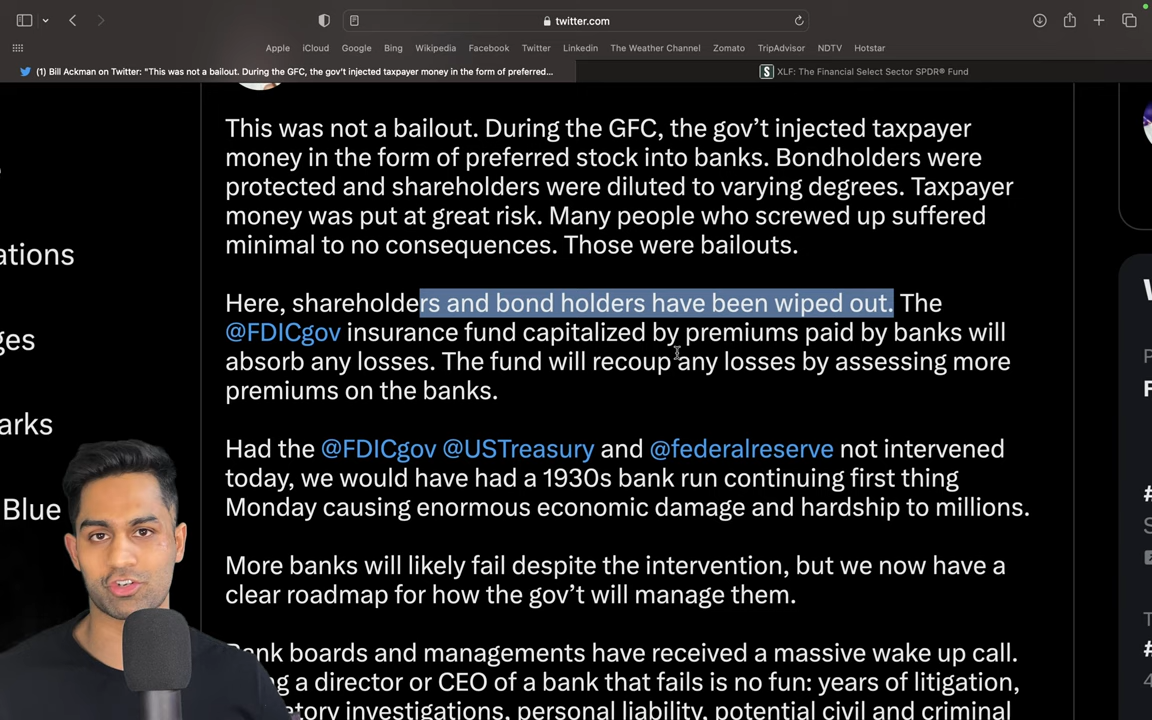 twitter.com
Apple iCloud Google Bing Wikipedia Facebook Twitter Linkedin The Weather Channel Zomato TripAdvisor NDTV Hotstar
(1) Bill Ackman on Twitter: "This was not a bailout. During the GFC, the gov't injected taxpayer money in the form of preferred...
S XLF: The Financial Select Sector SPDR® Fund
This was not a bailout. During the GFC, the gov't injected taxpayer
money in the form of preferred stock into banks. Bondholders were
protected and shareholders were diluted to varying degrees. Taxpayer
money was put at great risk. Many people who screwed up suffered
minimal to no consequences. Those were bailouts.
Here, shareholders and bond holders have been wiped out. The
@FDICgov insurance fund capitalized by premiums paid by banks will
absorb any losses. The fund will recoup any losses by assessing more
premiums on the banks.
Had the @FDICgov @USTreasury and @federalreserve not intervened
today, we would have had a 1930s bank run continuing first thing
Monday causing enormous economic damage and hardship to millions.
More banks will likely fail despite the intervention, but we now have a
clear roadmap for how the gov't will manage them.
Bank boards and managements have received a massive wake up call.
g a director or CEO of a bank that fails is no fun: years of litigation,
tory investigations, personal liability, potential civil and criminal
ations
ges
arks
Blue
W
#
#